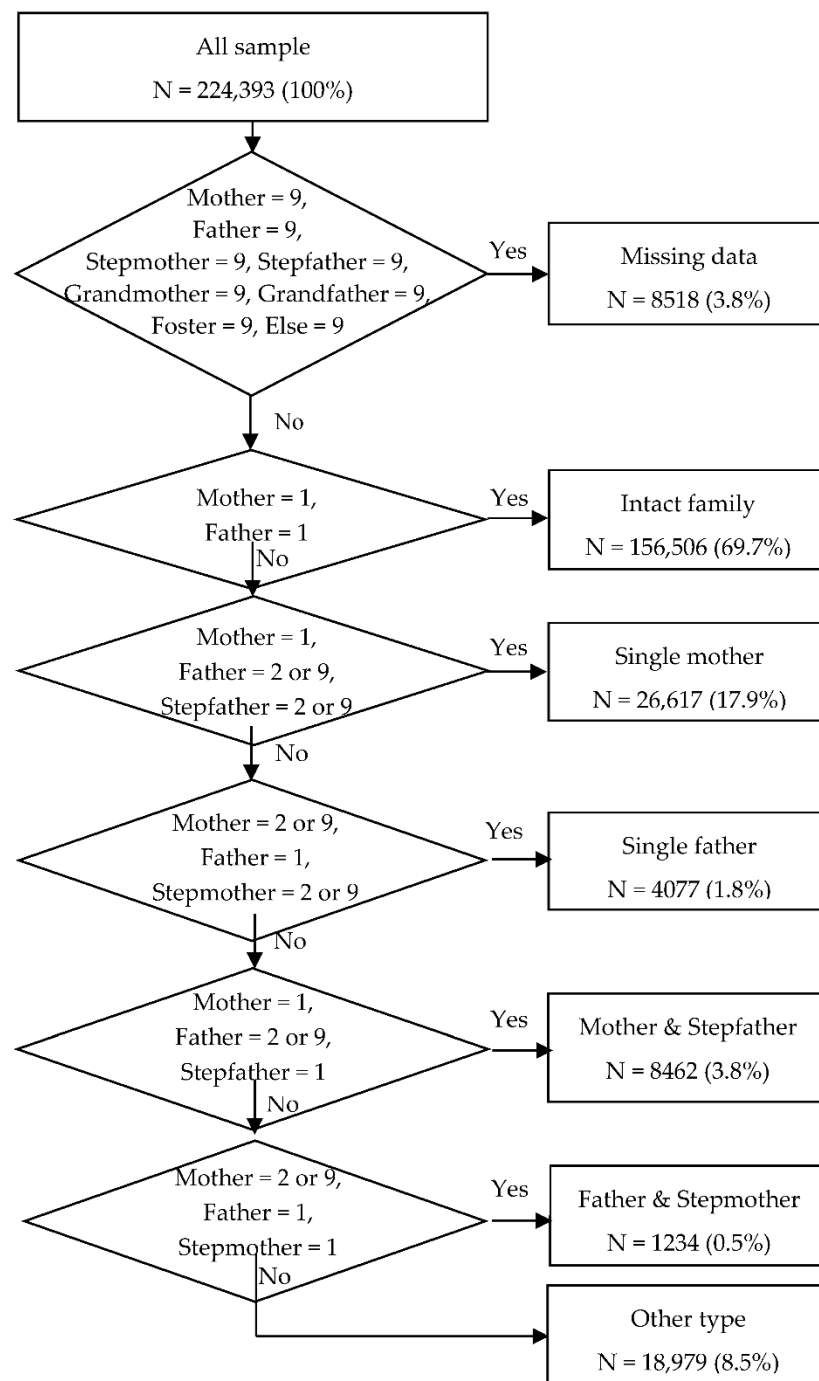 All sample
N = 224,393 (100%)
Mother = 9,
Father = 9,
Stepmother = 9, Stepfather = 9,
Grandmother = 9, Grandfather = 9,
Foster = 9, Else = 9
Yes
Missing data
N = 8518 (3.8%)
No
Mother = 1,
Father = 1
Yes
Intact family
N = 156,506 (69.7%)
No
Mother = 1,
Father = 2 or 9,
Stepfather = 2 or 9
Yes
Single mother
N = 26,617 (17.9%)
No
Mother = 2 or 9,
Father = 1,
Stepmother = 2 or 9
Yes
Single father
N = 4077 (1.8%)
No
Mother = 1,
Father = 2 or 9,
Stepfather = 1
Yes
Mother & Stepfather
N = 8462 (3.8%)
No
Mother = 2 or 9,
Father = 1,
Stepmother = 1
Yes
Father & Stepmother
N = 1234 (0.5%)
No
Other type
N = 18,979 (8.5%)